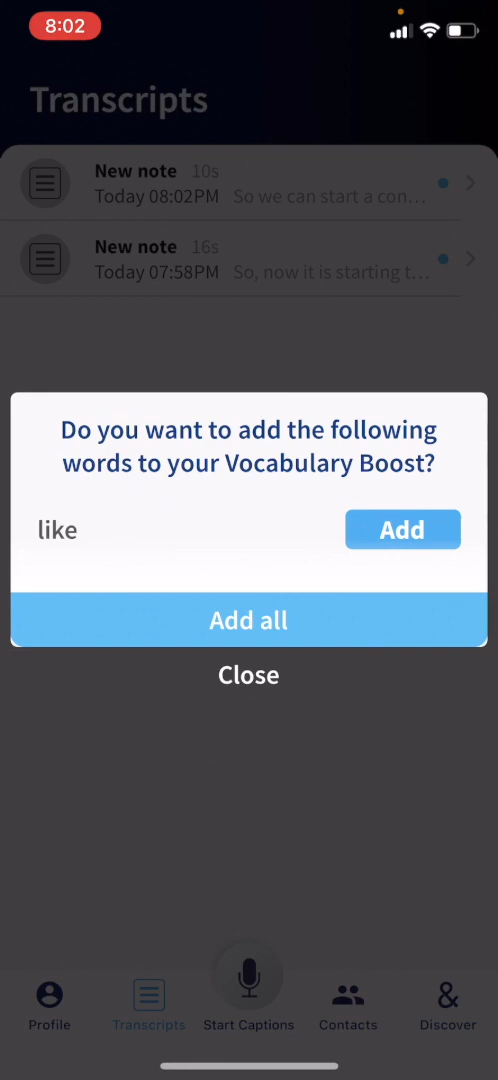 8:02
Transcripts
New note 10s
Today 08:02PM So we can start a con...
New note 16s
Today 07:58PM So, now it is starting t...
Do you want to add the following
words to your Vocabulary Boost?
like Add
Add all
Close
Profile Transcripts Start Captions Contacts Discover